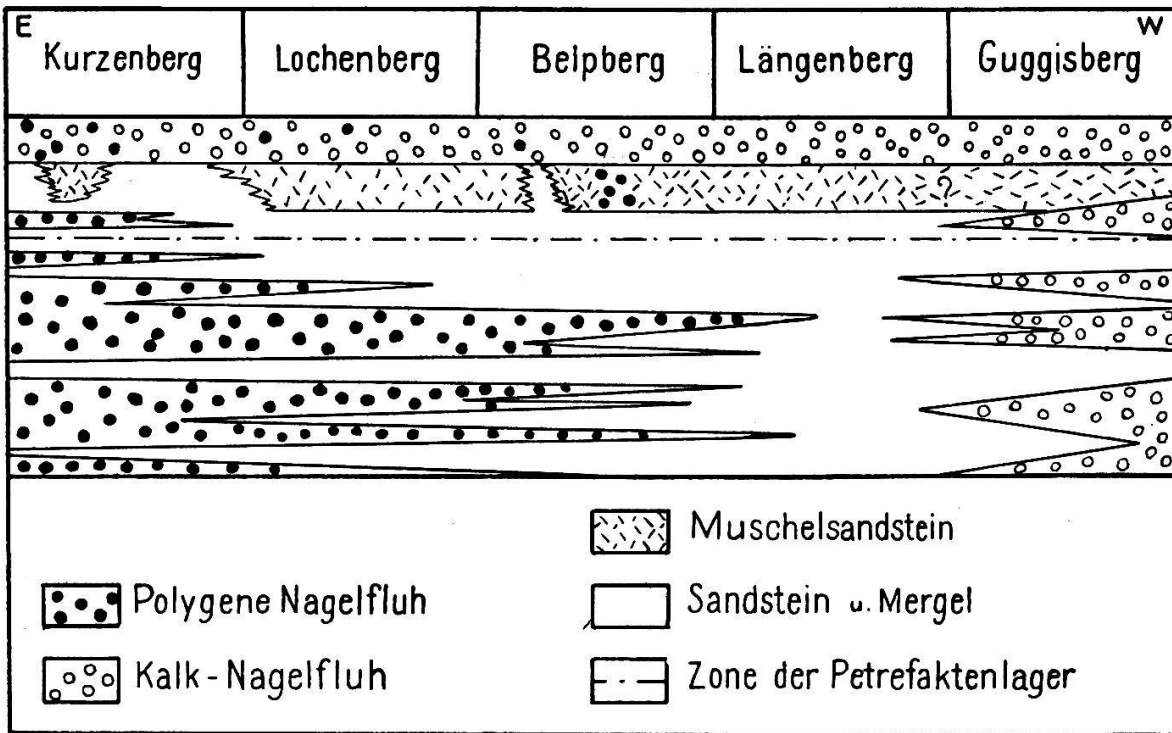 E W
Kurzenberg Lochenberg Belpberg Längenberg Guggisberg
?
Muschelsandstein
Polygene Nagelfluh
Sandstein u. Mergel
Kalk-Nagelfluh
Zone der Petrefaktenlager